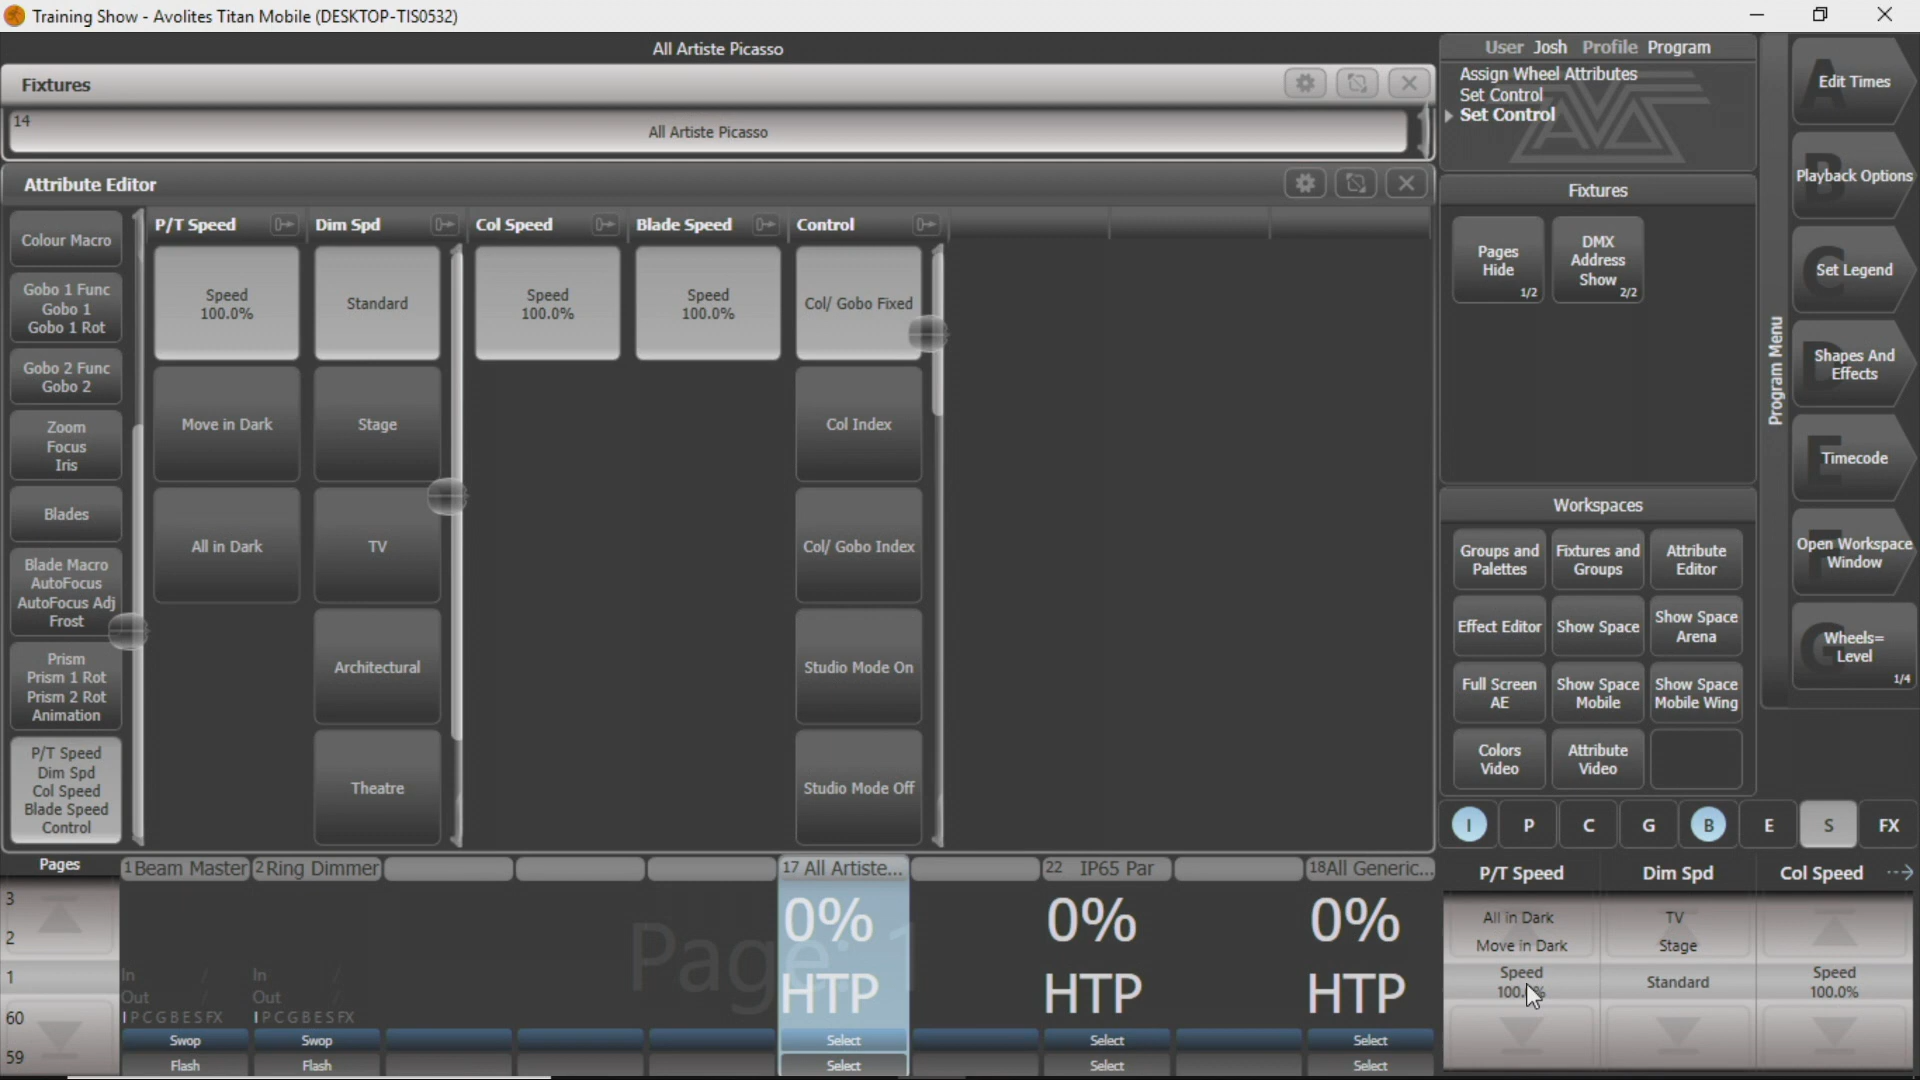 Training Show - Avolites Titan Mobile (DESKTOP-TIS0532)
All Artiste Picasso
Fixtures
14
All Artiste Picasso
Attribute Editor
Colour Macro
Gobo 1 Func
Gobo 1
Gobo 1 Rot
Gobo 2 Func
Gobo 2
Zoom
Focus
Iris
Blades
Blade Macro
AutoFocus
AutoFocus Adj
Frost
Prism
Prism 1 Rot
Prism 2 Rot
Animation
P/T Speed
Dim Spd
Col Speed
Blade Speed
Control
P/T Speed
Speed
100.0%
Move in Dark
All in Dark
Dim Spd
Standard
Stage
TV
Architectural
Theatre
Col Speed
Speed
100.0%
Blade Speed
Speed
100.0%
Control
Col/ Gobo Fixed
Col Index
Col/ Gobo Index
Studio Mode On
Studio Mode Off
User Josh Profile Program
Assign Wheel Attributes
Set Control
Set Control
Fixtures
Pages
Hide
1/2
DMX
Address
Show
2/2
Workspaces
Groups and
Palettes
Fixtures and
Groups
Attribute
Editor
Effect Editor
Show Space
Show Space
Arena
Full Screen
AE
Show Space
Mobile
Show Space
Mobile Wing
Colors
Video
Attribute
Video
Program Menu
A
Edit Times
B
Playback Options
C
Set Legend
D
Shapes And
Effects
E
Timecode
F
Open Workspace
Window
G
Wheels=
Level
1/4
I P C G B E S FX
Pages
3
2
1
60
59
1 Beam Master
In /
Out /
I P C G B E S FX
Swop
Flash
2 Ring Dimmer
In /
Out /
I P C G B E S FX
Swop
Flash
Page: 1
17 All Artiste...
0%
HTP
Select
Select
22 IP65 Par
0%
HTP
Select
Select
18 All Generic...
0%
HTP
Select
Select
P/T Speed
All in Dark
Move in Dark
Speed
Dim Spd
TV
Stage
Standard
Col Speed
Speed
100.0%